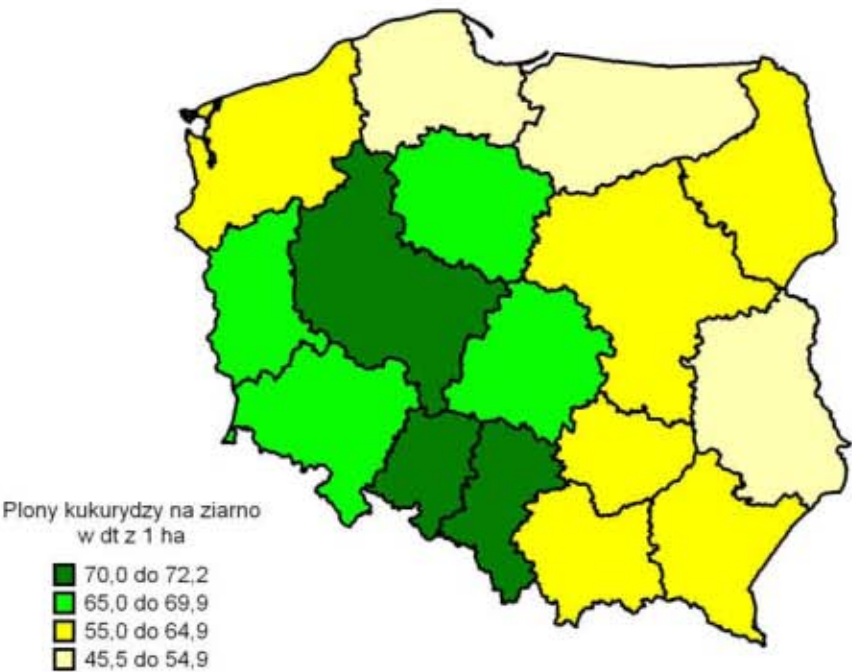 Plony kukurydzy na ziarno
w dt z 1 ha
70,0 do 72,2
65,0 do 69,9
55,0 do 64,9
45,5 do 54,9